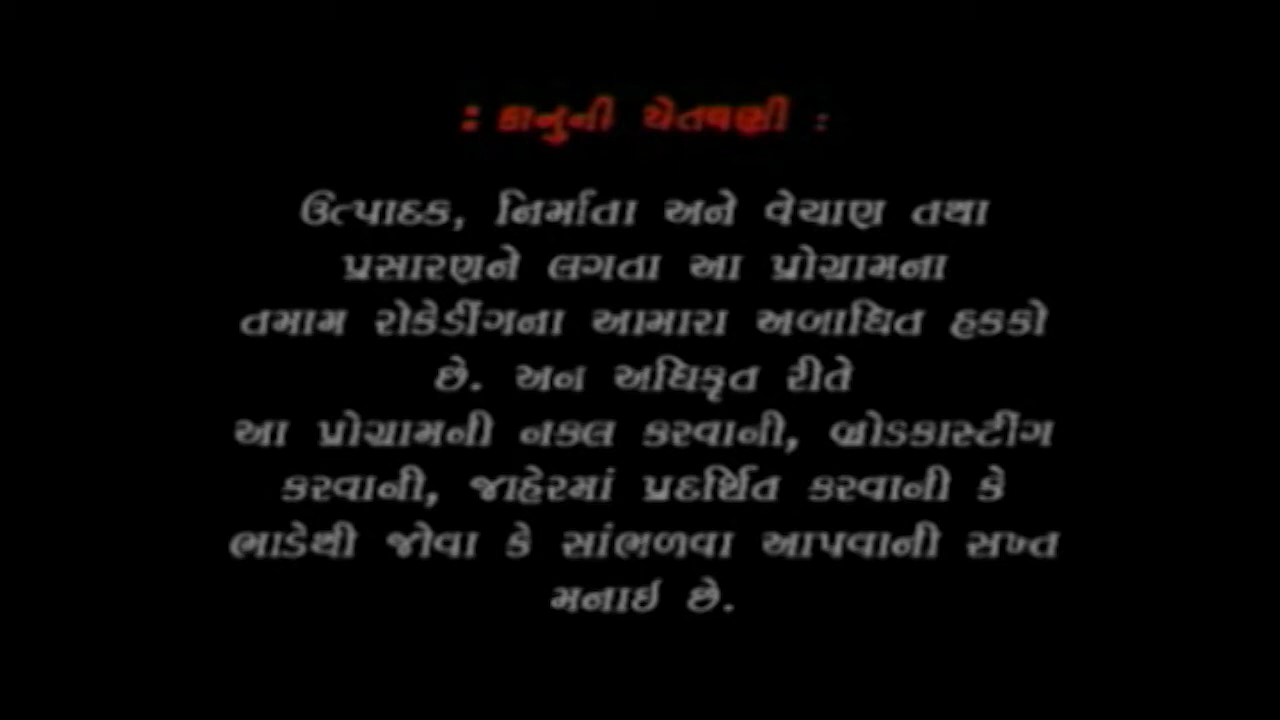 : કાનુની ચેતવણી :
ઉત્પાદક, નિર્માતા અને વેચાણ તથા
પ્રસારણને લગતા આ પ્રોગ્રામના
તમામ રોકેર્ડીંગના આમારા અબાધિત હકકો
છે. અન અધિકૃત રીતે
આ પ્રોગ્રામની નકલ કરવાની, બ્રોડકાસ્ટીંગ
કરવાની, જાહેરમાં પ્રદર્શિત કરવાની કે
ભાડેથી જોવા કે સાંભળવા આપવાની સખ્ત
મનાઇ છે.